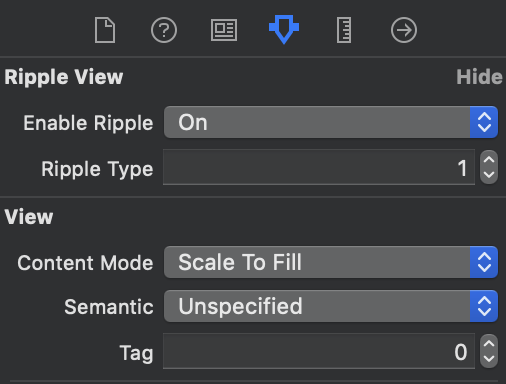 Ripple View Hide
Enable Ripple On
Ripple Type 1
View
Content Mode Scale To Fill
Semantic Unspecified
Tag 0